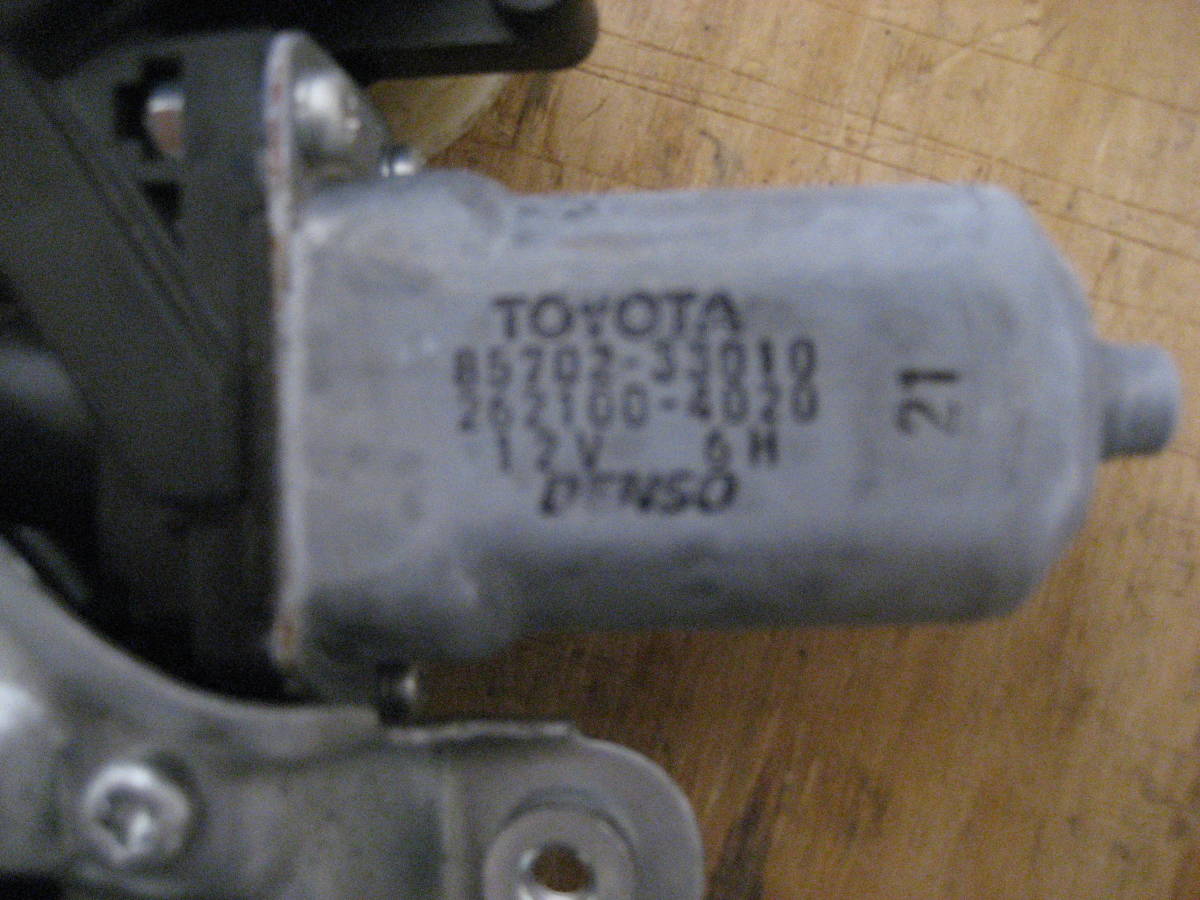 TOYOTA
85702-33010
262100-4020
12V 6H
DENSO
21